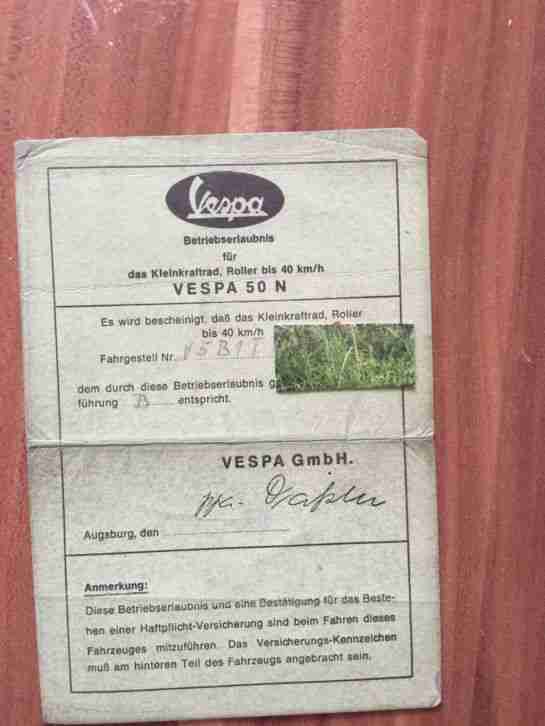 Vespa
Betriebserlaubnis
für
das Kleinkraftrad, Roller bis 40 km/h
VESPA 50 N
Es wird bescheinigt, daß das Kleinkraftrad, Roller
bis 40 km/h
Fahrgestell Nr. V5B1T
dem durch diese Betriebserlaubnis
führung B entspricht.
VESPA GmbH.
Augsburg, den
Anmerkung:
Diese Betriebserlaubnis und eine Bestätigung für das Beste-
hen einer Haftpflicht-Versicherung sind beim Fahren dieses
Fahrzeuges mitzuführen. Das Versicherungs-Kennzeichen
muß am hinteren Teil des Fahrzeugs angebracht sein.